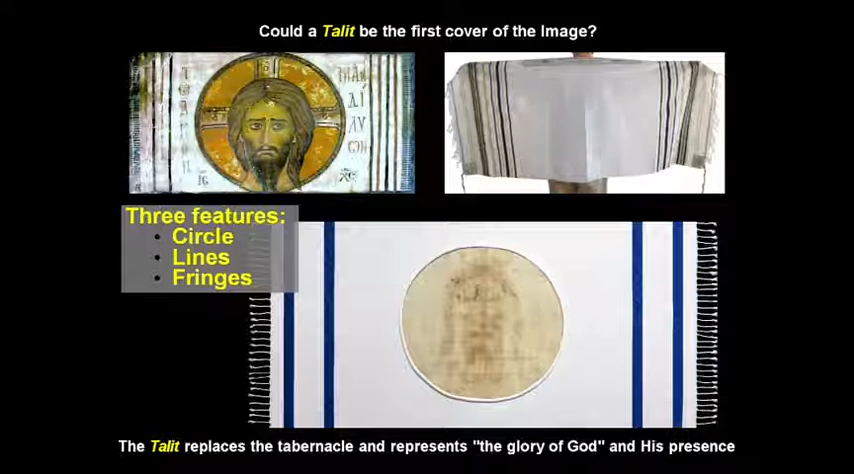 Could a Talit be the first cover of the Image?
Three features:
• Circle
• Lines
• Fringes
The Talit replaces the tabernacle and represents "the glory of God" and His presence